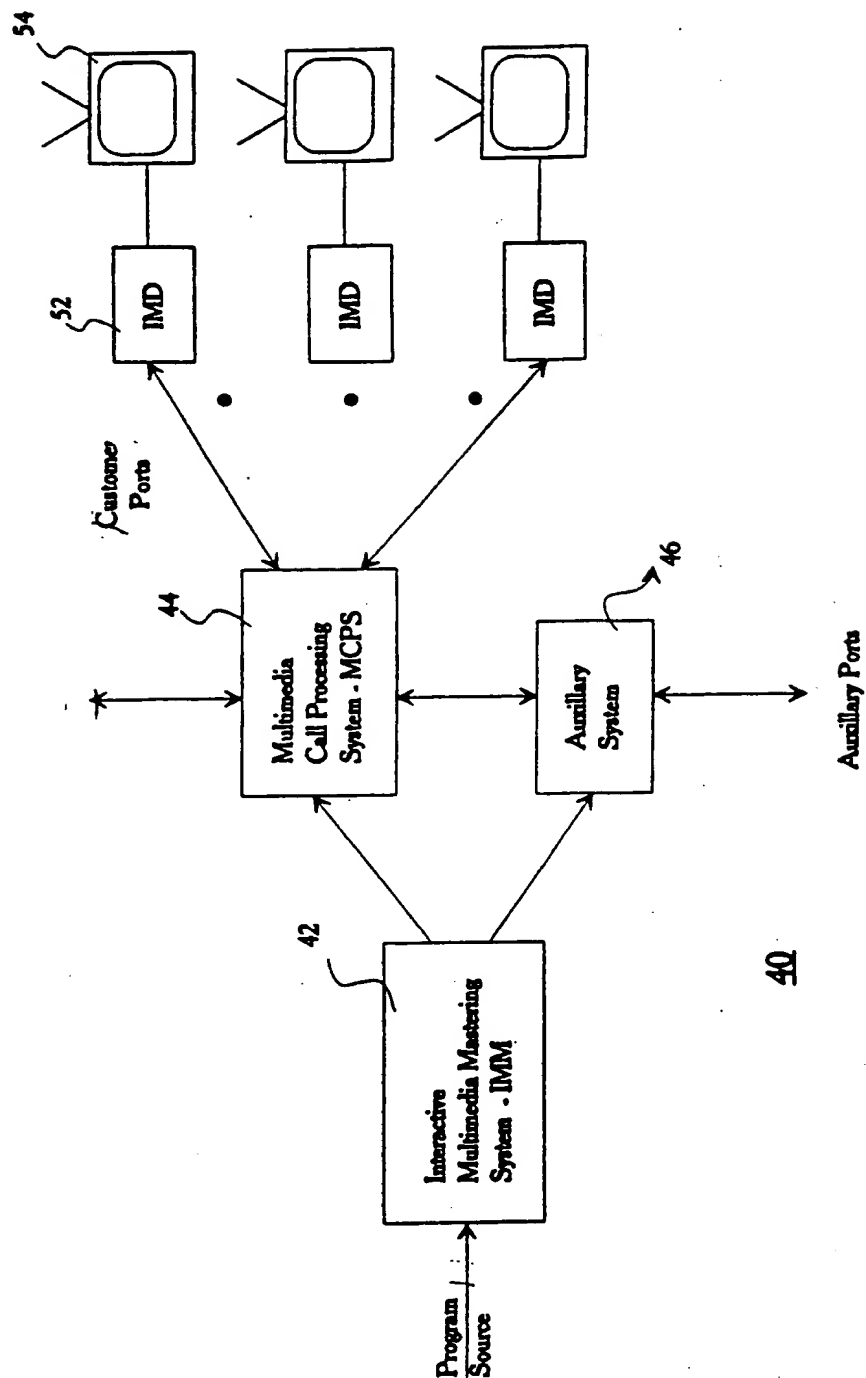 Program
Source
42
Interactive
Multimedia Mastering
System - IMM
44
Multimedia
Call Processing
System - MCPS
46
Auxillary
System
Auxillary Ports
Customer
Ports
52
IMD
54
IMD
IMD
40